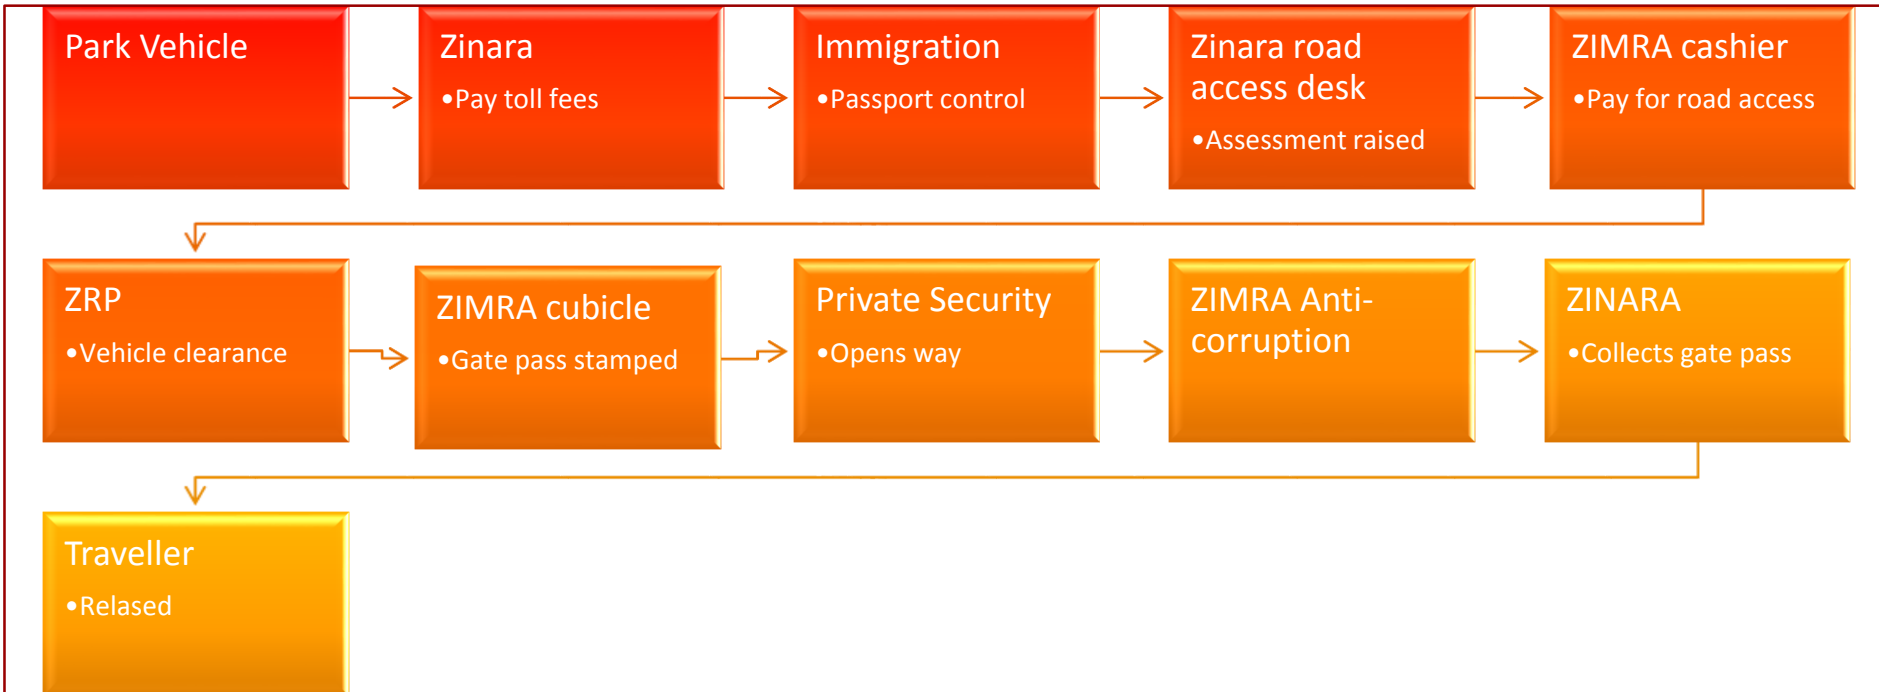 Park Vehicle
Zinara
•Pay toll fees
Immigration
•Passport control
Zinara road
access desk
•Assessment raised
ZIMRA cashier
•Pay for road access
ZRP
•Vehicle clearance
ZIMRA cubicle
•Gate pass stamped
Private Security
•Opens way
ZIMRA Anti-
corruption
ZINARA
•Collects gate pass
Traveller
•Relased